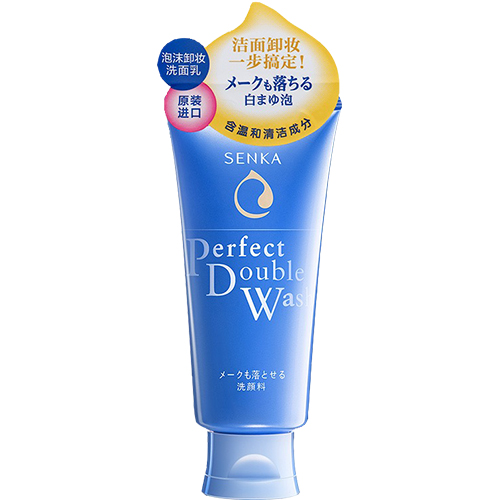 洁面卸妆
一步搞定！
メークも落ちる
白まゆ泡
含温和清洁成分
泡沫卸妆
洗面乳
原装
进口
SENKA
Perfect
Double
Was
メークも落とせる
洗顔料